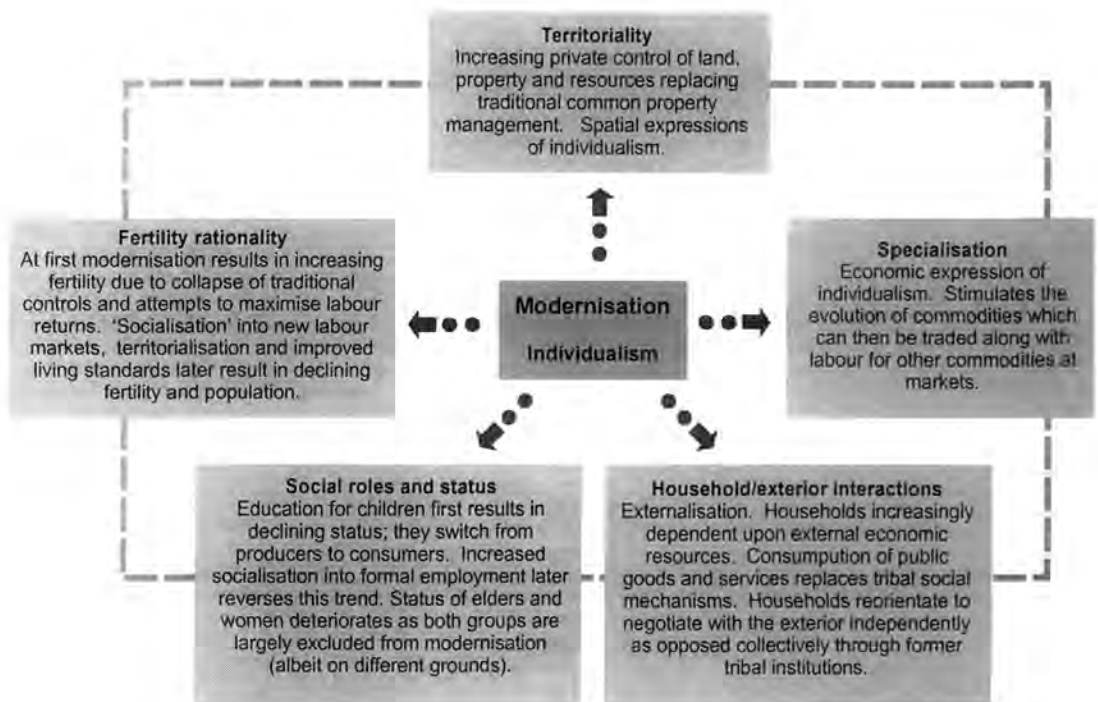 Territoriality
Increasing private control of land,
property and resources replacing
traditional common property
management. Spatial expressions
of individualism.
Fertility rationality
At first modernisation results in increasing
fertility due to collapse of traditional
controls and attempts to maximise labour
returns. 'Socialisation' into new labour
markets, territorialisation and improved
living standards later result in declining
fertility and population.
Modernisation
Individualism
Specialisation
Economic expression of
individualism. Stimulates the
evolution of commodities which
can then be traded along with
labour for other commodities at
markets.
Social roles and status
Education for children first results in
declining status; they switch from
producers to consumers. Increased
socialisation into formal employment later
reverses this trend. Status of elders and
women deteriorates as both groups are
largely excluded from modernisation
(albeit on different grounds).
Household/exterior interactions
Externalisation. Households increasingly
dependent upon external economic
resources. Consumpution of public
goods and services replaces tribal social
mechanisms. Households reorientate to
negotiate with the exterior independently
as opposed collectively through former
tribal institutions.